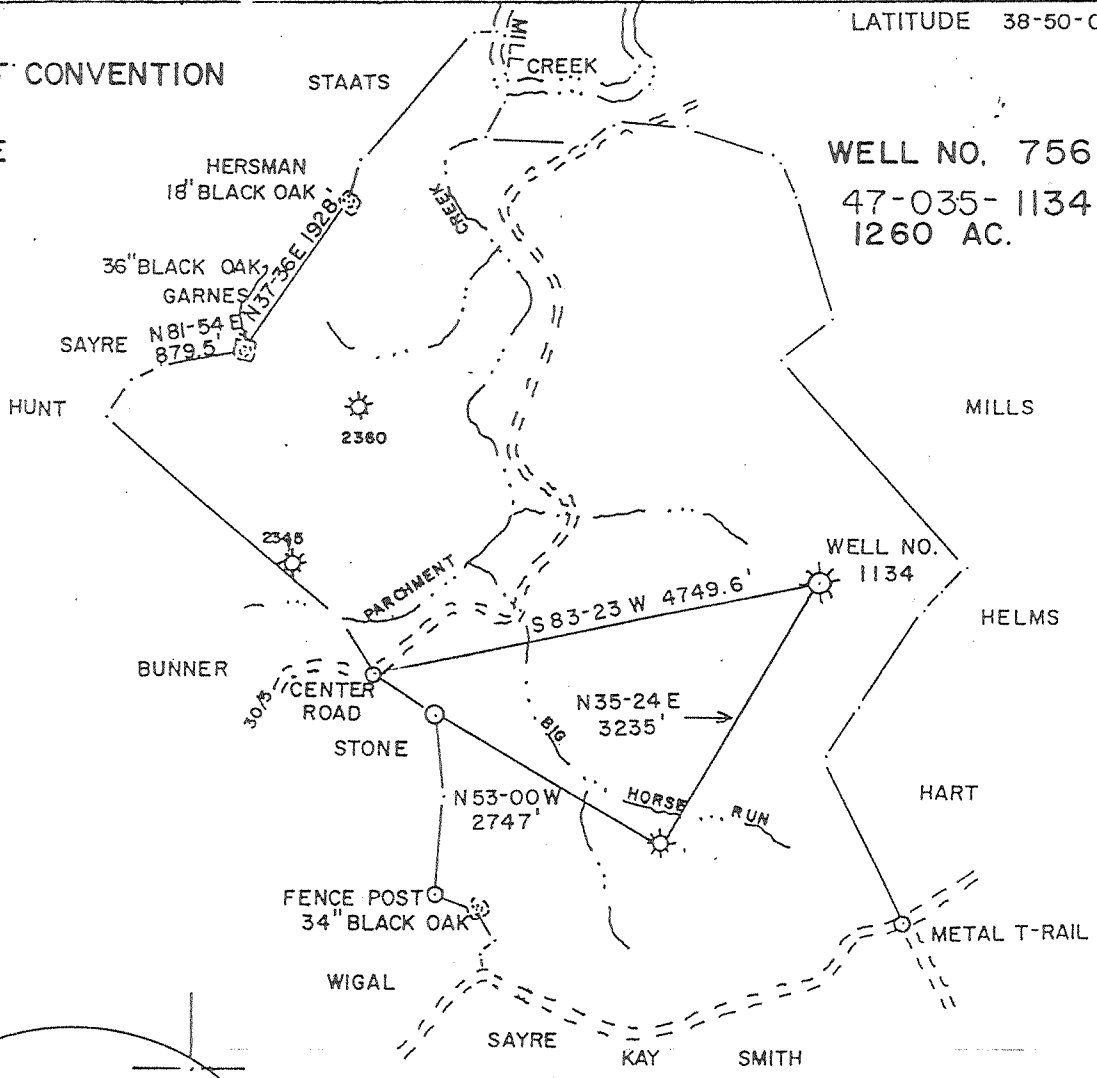 LATITUDE 38-50-0
CONVENTION
STAATS
MILL
CREEK
E
WELL NO. 756
47-035-1134
1260 AC.
HERSMAN
18" BLACK OAK
CREEK
N37-36E 1928'
36" BLACK OAK
GARNES
N81-54E
879.5'
SAYRE
HUNT
2360
MILLS
2345
WELL NO.
1134
PARCHMENT
S83-23 W 4749.6'
HELMS
BUNNER
30/5
CENTER
ROAD
N35-24 E
3235'
STONE
BIG
N53-00W
2747'
HORSE
RUN
HART
FENCE POST
34" BLACK OAK
METAL T-RAIL
WIGAL
SAYRE
KAY
SMITH